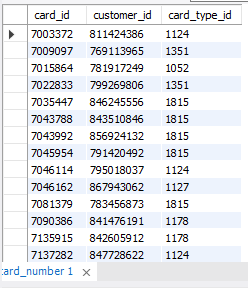 card_id customer_id card_type_id
7003372 811424386 1124
7009097 769113965 1351
7015864 781917249 1052
7022833 799269806 1351
7035447 846245556 1815
7043788 843510846 1815
7043992 856924132 1815
7045954 791420492 1815
7046114 795018037 1124
7046162 867943062 1127
7081379 783456873 1815
7090386 841476191 1178
7135915 842605912 1178
7137282 847728622 1124
card_number 1